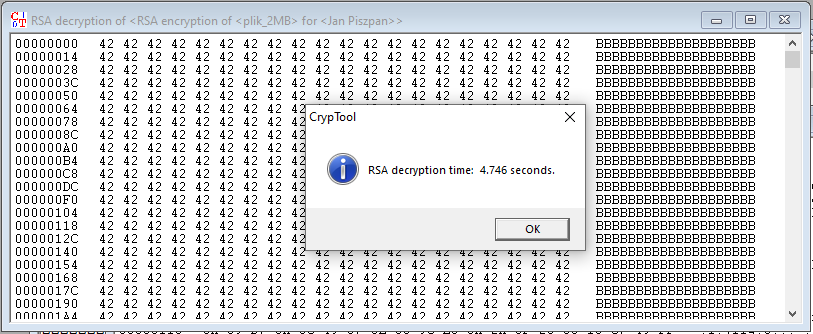 RSA decryption of <RSA encryption of <plik_2MB> for <Jan Piszpan>>
00000000 42 42 42 42 42 42 42 42 42 42 42 42 42 42 42 42 42 42 42 42 BBBBBBBBBBBBBBBBBBBB
00000014 42 42 42 42 42 42 42 42 42 42 42 42 42 42 42 42 42 42 42 42 BBBBBBBBBBBBBBBBBBBB
00000028 42 42 42 42 42 42 42 42 42 42 42 42 42 42 42 42 42 42 42 42 BBBBBBBBBBBBBBBBBBBB
0000003C 42 42 42 42 42 42 42 42 42 42 42 42 42 42 42 42 42 42 42 42 BBBBBBBBBBBBBBBBBBBB
00000050 42 42 42 42 42 42 42 42 42 42 42 42 42 42 42 42 42 42 42 42 BBBBBBBBBBBBBBBBBBBB
00000064 42 42 42 42 42 42 42 42 42 BBBBBBBBBBBBBBBBBBBB
00000078 42 42 42 42 42 42 42 42 42 BBBBBBBBBBBBBBBBBBBB
0000008C 42 42 42 42 42 42 42 42 42 BBBBBBBBBBBBBBBBBBBB
000000A0 42 42 42 42 42 42 42 42 42 BBBBBBBBBBBBBBBBBBBB
000000B4 42 42 42 42 42 42 42 42 42 BBBBBBBBBBBBBBBBBBBB
000000C8 42 42 42 42 42 42 42 42 42 BBBBBBBBBBBBBBBBBBBB
000000DC 42 42 42 42 42 42 42 42 42 BBBBBBBBBBBBBBBBBBBB
000000F0 42 42 42 42 42 42 42 42 42 BBBBBBBBBBBBBBBBBBBB
00000104 42 42 42 42 42 42 42 42 42 BBBBBBBBBBBBBBBBBBBB
00000118 42 42 42 42 42 42 42 42 42 BBBBBBBBBBBBBBBBBBBB
0000012C 42 42 42 42 42 42 42 42 42 BBBBBBBBBBBBBBBBBBBB
00000140 42 42 42 42 42 42 42 42 42 42 42 42 42 42 42 42 42 42 42 42 BBBBBBBBBBBBBBBBBBBB
00000154 42 42 42 42 42 42 42 42 42 42 42 42 42 42 42 42 42 42 42 42 BBBBBBBBBBBBBBBBBBBB
00000168 42 42 42 42 42 42 42 42 42 42 42 42 42 42 42 42 42 42 42 42 BBBBBBBBBBBBBBBBBBBB
0000017C 42 42 42 42 42 42 42 42 42 42 42 42 42 42 42 42 42 42 42 42 BBBBBBBBBBBBBBBBBBBB
00000190 42 42 42 42 42 42 42 42 42 42 42 42 42 42 42 42 42 42 42 42 BBBBBBBBBBBBBBBBBBBB
000001A4 42 42 42 42 42 42 42 42 42 42 42 42 42 42 42 42 42 42 42 42 BBBBBBBBBBBBBBBBBBBB
CrypTool
RSA decryption time: 4.746 seconds.
OK